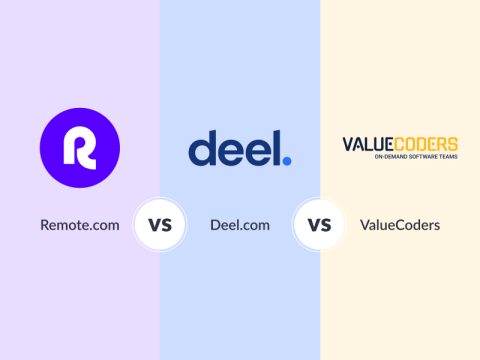 R
deel.
VALUECODERS
ON-DEMAND SOFTWARE TEAMS
Remote.com VS Deel.com VS ValueCoders